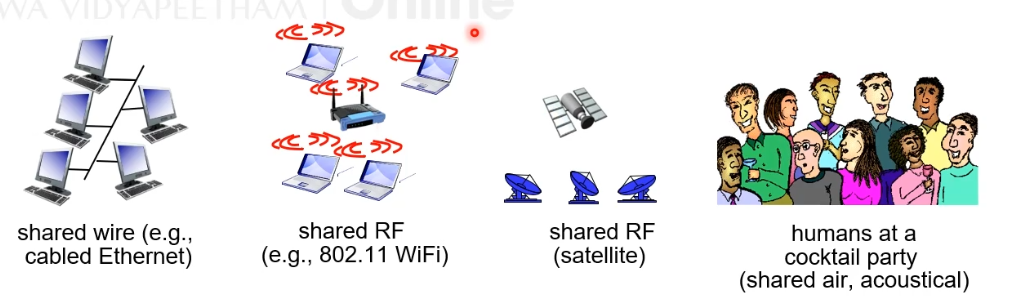 WA VIDYAPEETHAM | Online
shared wire (e.g.,
cabled Ethernet)
shared RF
(e.g., 802.11 WiFi)
shared RF
(satellite)
humans at a
cocktail party
(shared air, acoustical)